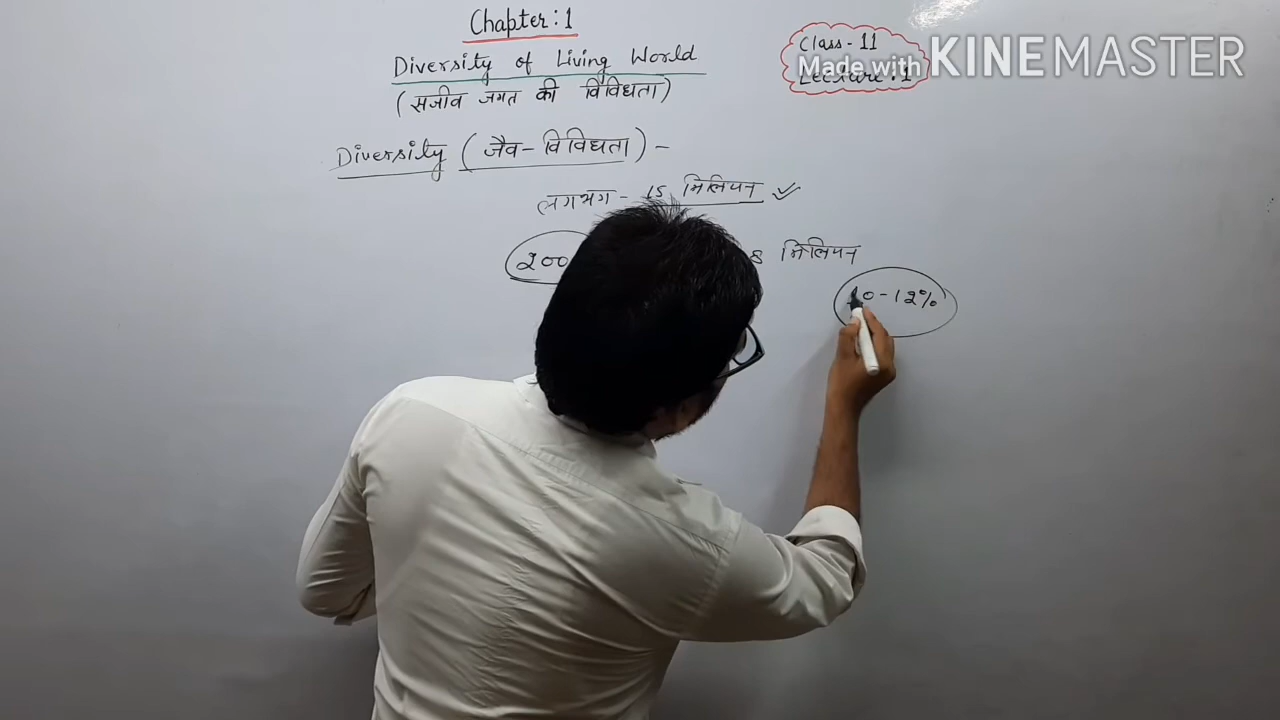 Chapter : 1
Diversity of Living World
(सजीव जगत की विविधता)
Class - 11
Lecture : 1
Made with KINEMASTER
Diversity (जैव - विविधता) -
लगभग - 15 मिलियन
200
8 मिलियन
10-12%